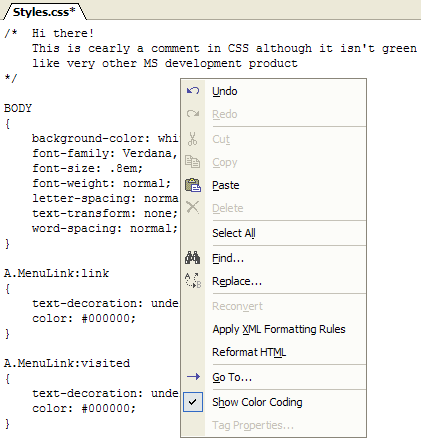 Styles.css*
/*  Hi there!
    This is cearly a comment in CSS although it isn't green
    like very other MS development product
*/
BODY
{
    background-color:
    font-family: Verdana,
    font-size: .8em;
    font-weight: normal;
    letter-spacing:
    text-transform: none;
    word-spacing: normal;
}
A.MenuLink:link
{
    text-decoration:
    color: #000000;
}
A.MenuLink:visited
{
    text-decoration:
    color: #000000;
}
Undo
Redo
Cut
Copy
Paste
Delete
Select All
Find...
Replace...
Reconvert
Apply XML Formatting Rules
Reformat HTML
Go To...
Show Color Coding
Tag Properties...